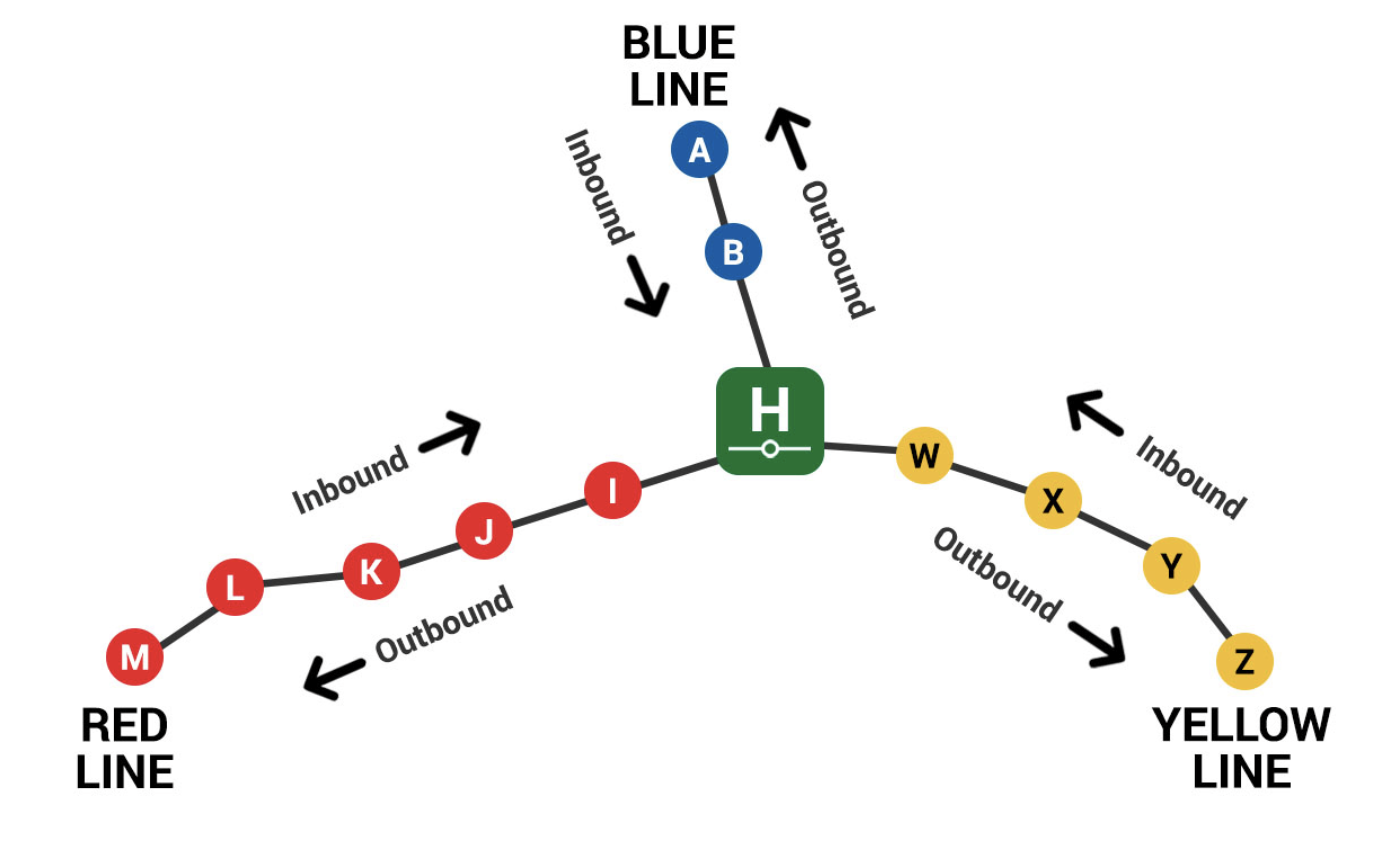 BLUE
LINE
A
Inbound
Outbound
B
H
Inbound
Inbound
W
I
X
J
Outbound
Y
K
L
Outbound
M
Z
RED
LINE
YELLOW
LINE